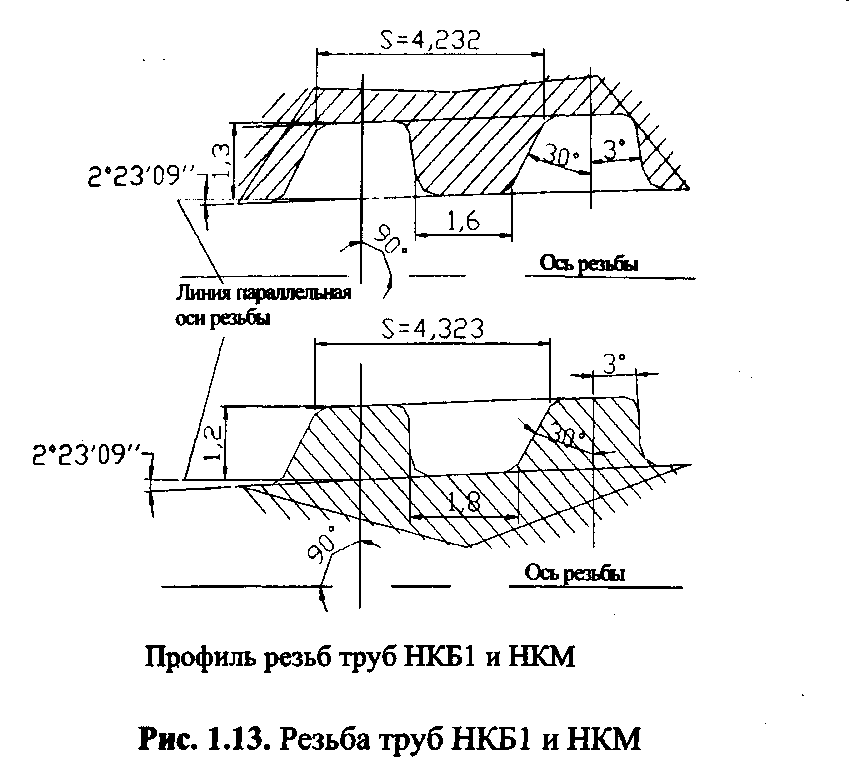 S=4,232
1,3
2°23'09"
30°
3°
1,6
90°
Ось резьбы
Линия параллельная
оси резьбы
S=4,323
3°
1,2
30°
2°23'09"
1,8
90°
Ось резьбы
Профиль резьб труб НКБ1 и НКМ
Рис. 1.13. Резьба труб НКБ1 и НКМ